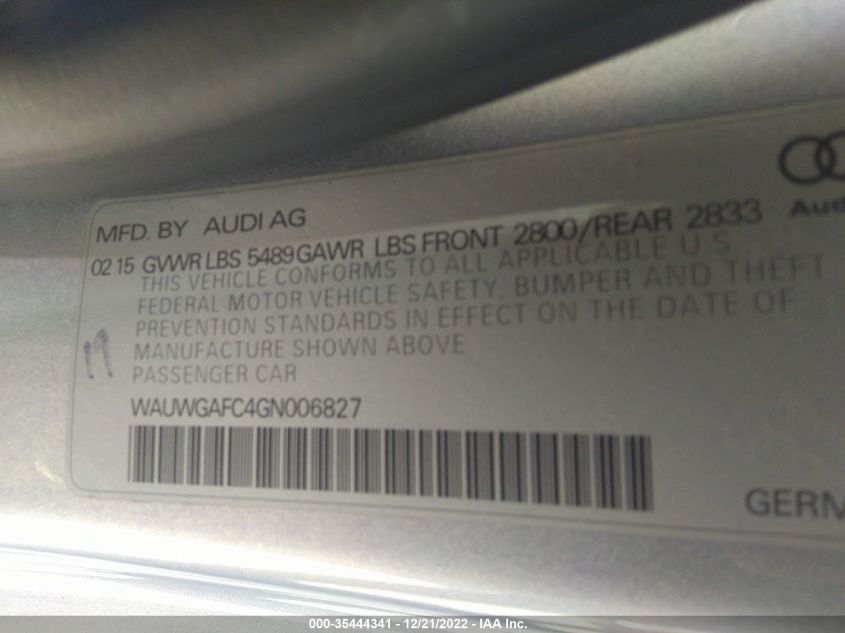 MFD. BY AUDI AG
02 15 GVWR LBS 5489 GAWR LBS FRONT 2800/REAR 2833
THIS VEHICLE CONFORMS TO ALL APPLICABLE U S
FEDERAL MOTOR VEHICLE SAFETY, BUMPER AND THEFT
PREVENTION STANDARDS IN EFFECT ON THE DATE OF
MANUFACTURE SHOWN ABOVE
PASSENGER CAR
19
WAUWGAFC4GN006827
Aud
GERM
000-35444341 - 12/21/2022 - IAA Inc.